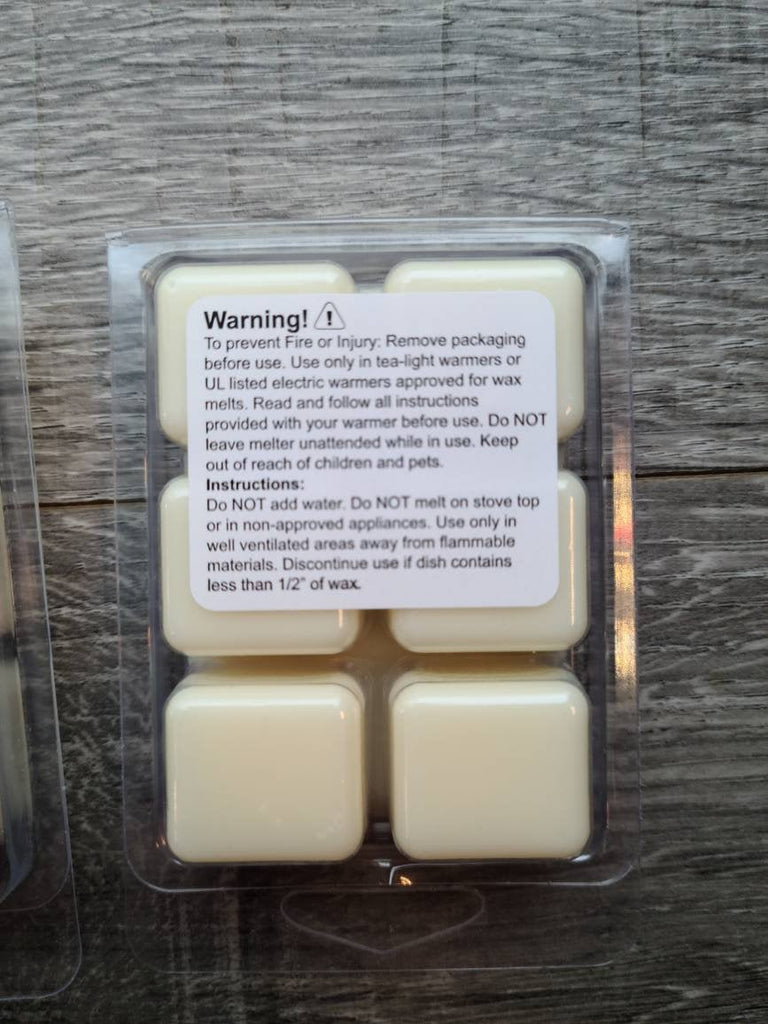 Warning! ⚠
To prevent Fire or Injury: Remove packaging
before use. Use only in tea-light warmers or
UL listed electric warmers approved for wax
melts. Read and follow all instructions
provided with your warmer before use. Do NOT
leave melter unattended while in use. Keep
out of reach of children and pets.
Instructions:
Do NOT add water. Do NOT melt on stove top
or in non-approved appliances. Use only in
well ventilated areas away from flammable
materials. Discontinue use if dish contains
less than 1/2" of wax.